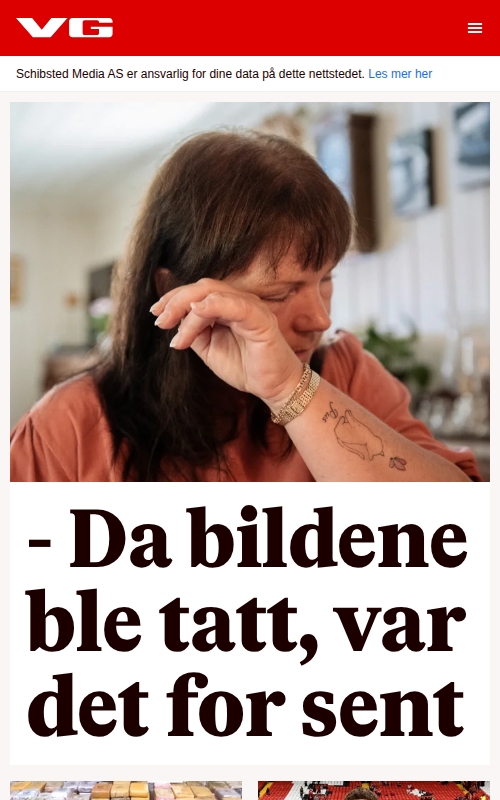 VG
Schibsted Media AS er ansvarlig for dine data på dette nettstedet. Les mer her
- Da bildene
ble tatt, var
det for sent